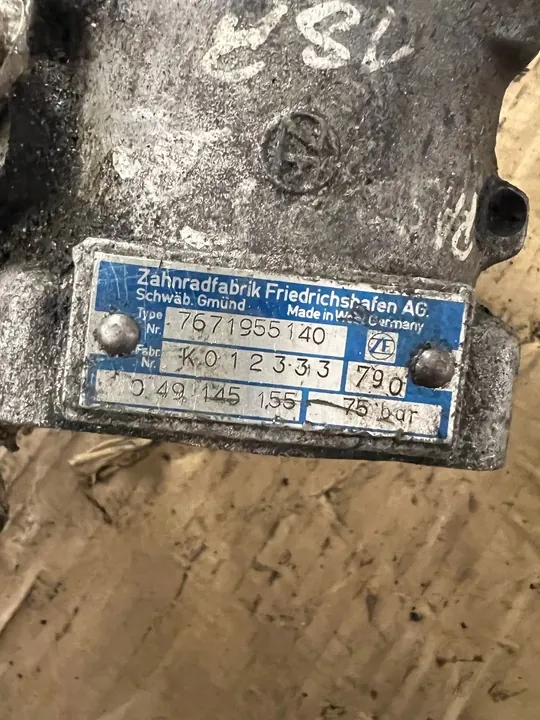 18R
Zahnradfabrik Friedrichshafen AG.
Schwäb. Gmünd Made in West Germany
Type Nr. 7671955140
ZF
Fabr. Nr. K012333 790
049 145 155 75 bar